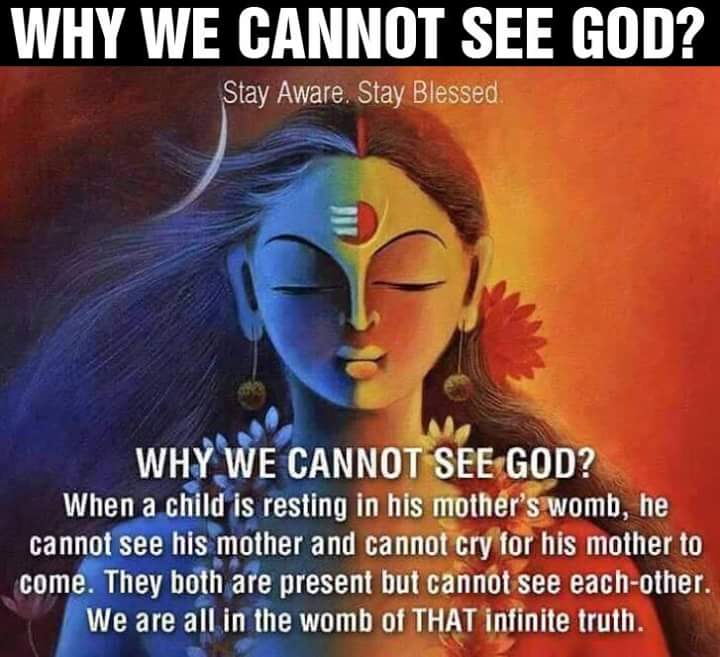 WHY WE CANNOT SEE GOD?
Stay Aware. Stay Blessed.
WHY WE CANNOT SEE GOD?
When a child is resting in his mother's womb, he
cannot see his mother and cannot cry for his mother to
come. They both are present but cannot see each-other.
We are all in the womb of THAT infinite truth.